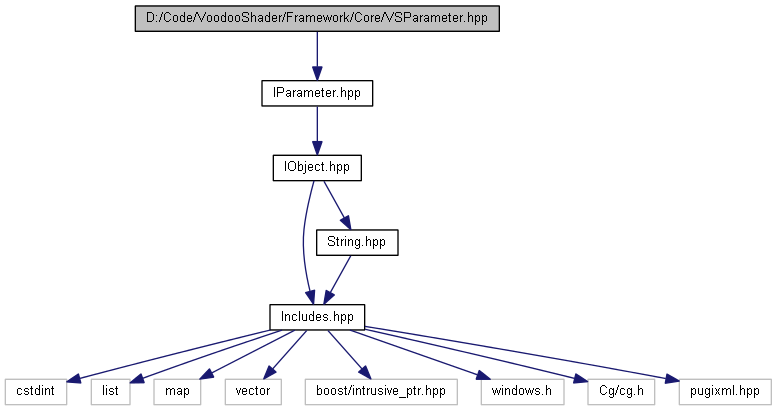 D:/Code/VoodooShader/Framework/Core/VSParameter.hpp
IParameter.hpp
IObject.hpp
String.hpp
Includes.hpp
cstdint
list
map
vector
boost/intrusive_ptr.hpp
windows.h
Cg/cg.h
pugixml.hpp